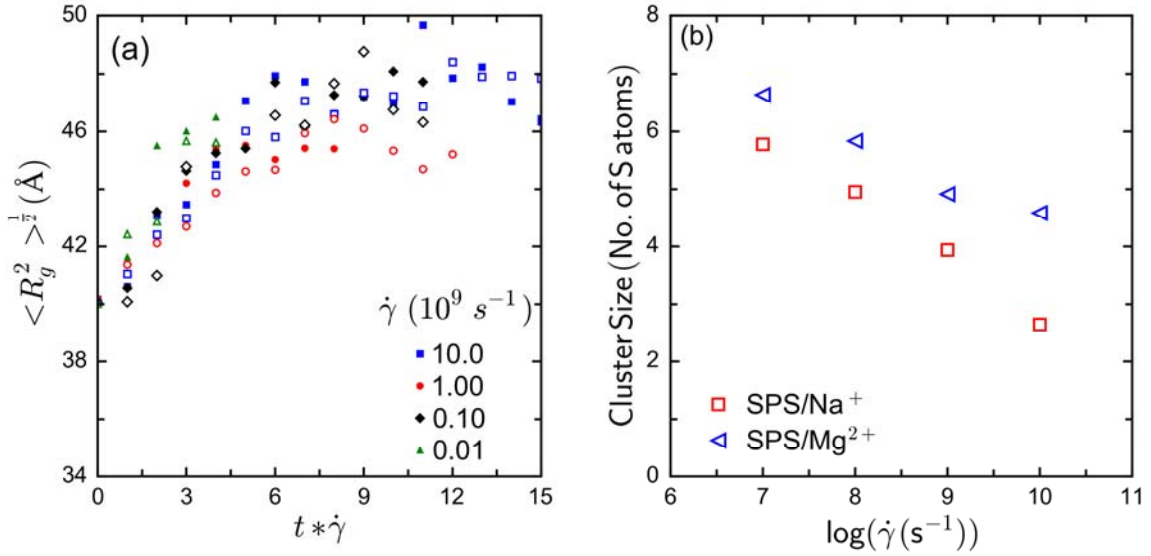 (a)
50
46
42
38
34
<R_g^2>^{1/2} (Å)
γ̇ (10^9 s^{-1})
10.0
1.00
0.10
0.01
0 3 6 9 12 15
t * γ̇
(b)
8
6
4
2
0
Cluster Size (No. of S atoms)
SPS/Na^+
SPS/Mg^{2+}
6 7 8 9 10 11
log(γ̇(s^{-1}))